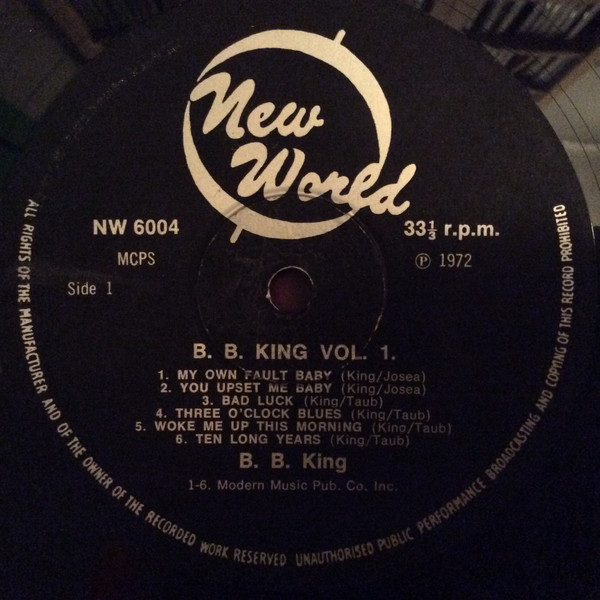 New
World
NW 6004
33⅓ r.p.m.
MCPS
Ⓟ 1972
Side 1
B. B. KING VOL. 1.
1. MY OWN FAULT BABY (King/Josea)
2. YOU UPSET ME BABY (King/Josea)
3. BAD LUCK (King/Taub)
4. THREE O'CLOCK BLUES (King/Taub)
5. WOKE ME UP THIS MORNING (King/Taub)
6. TEN LONG YEARS (King/Taub)
B. B. King
1-6. Modern Music Pub. Co. Inc.
ALL RIGHTS OF THE MANUFACTURER AND OF THE OWNER OF THE RECORDED WORK RESERVED UNAUTHORISED PUBLIC PERFORMANCE BROADCASTING AND COPYING OF THIS RECORD PROHIBITED